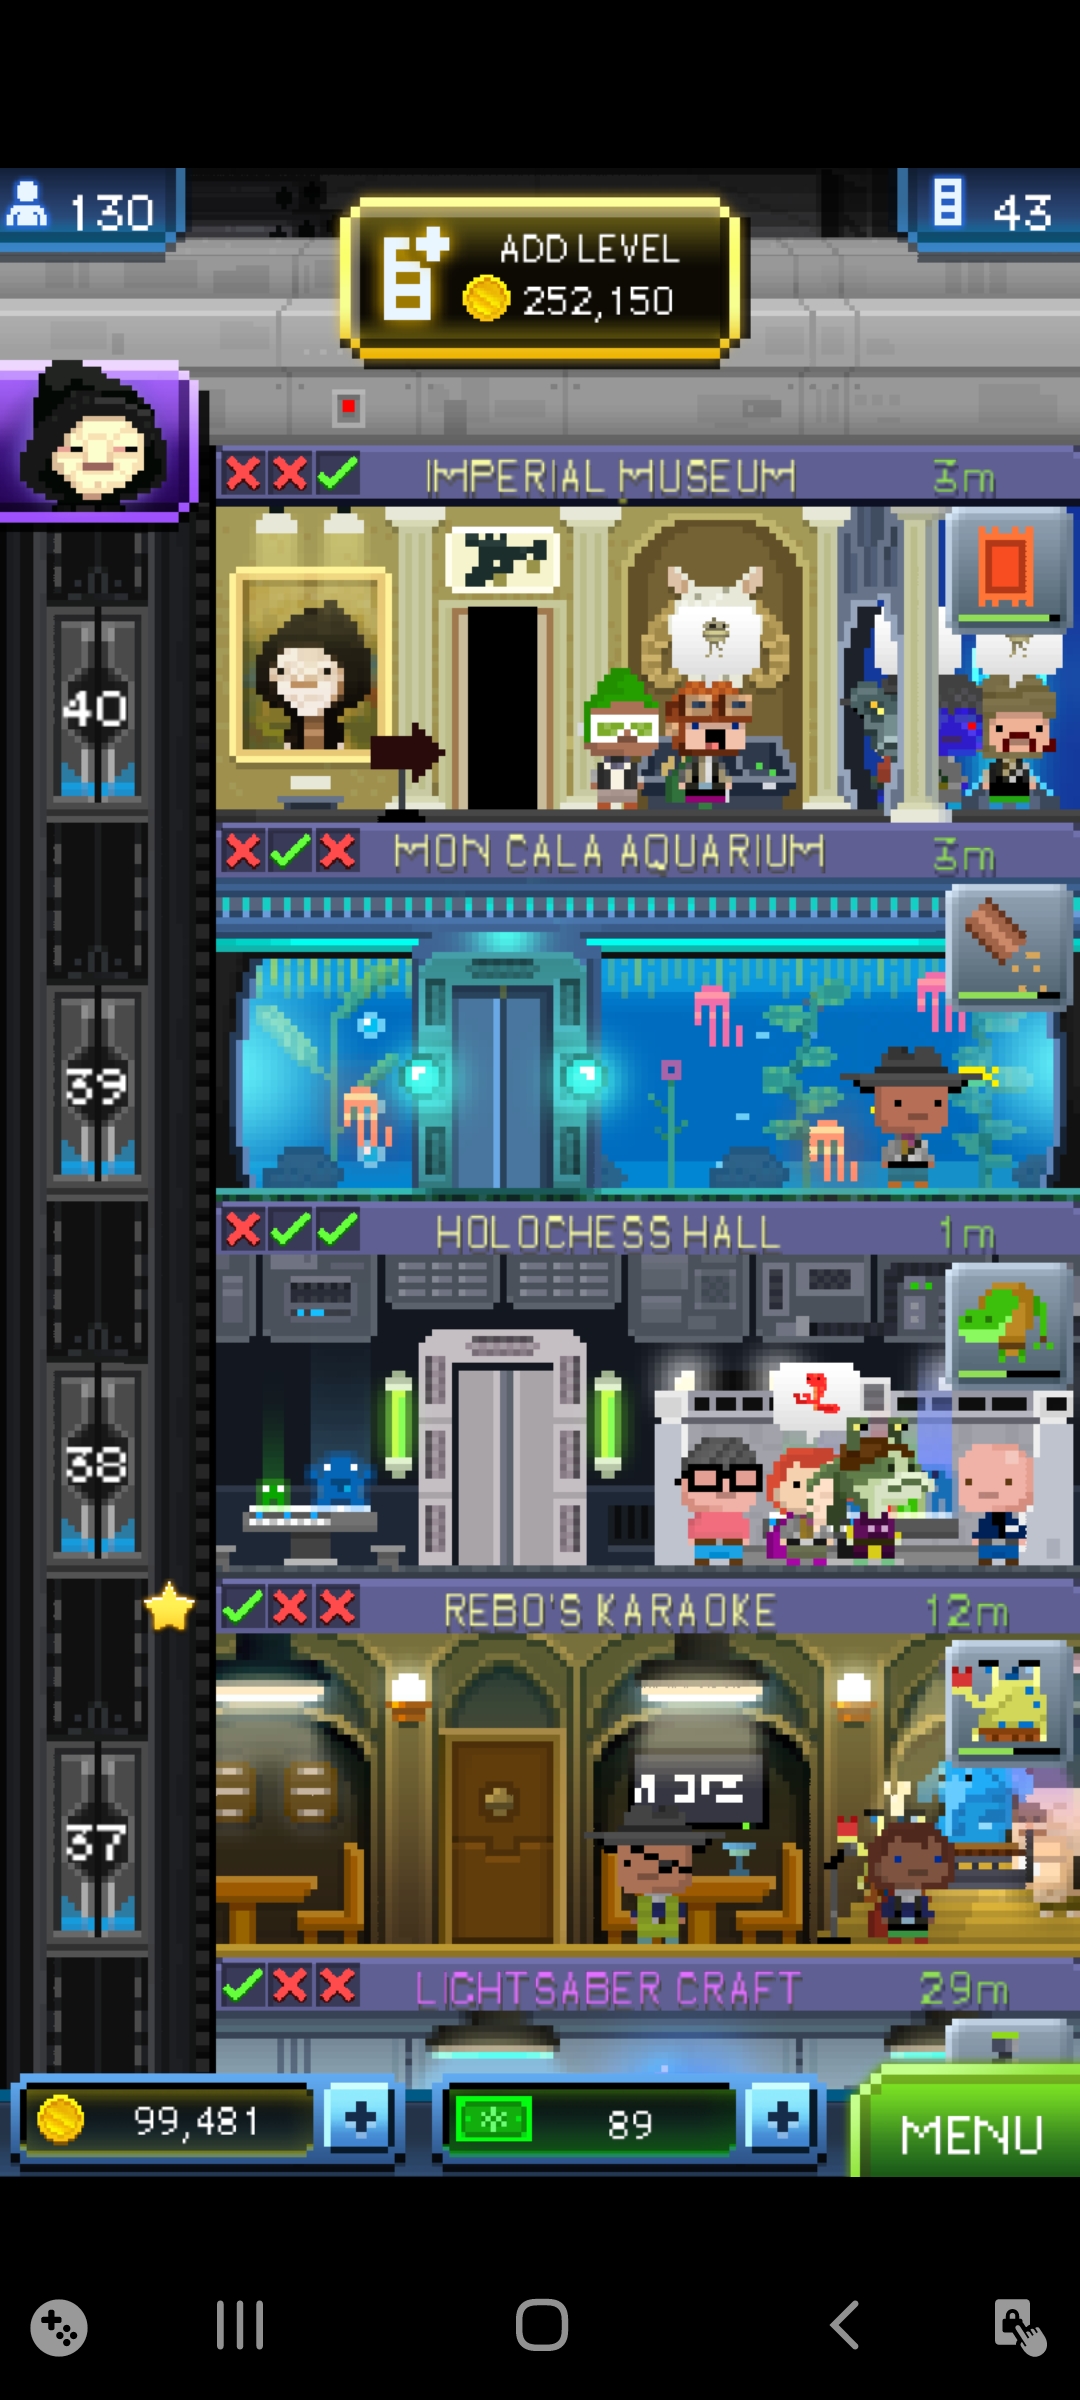 130
43
ADD LEVEL
252,150
IMPERIAL MUSEUM 3m
40
MON CALA AQUARIUM 3m
39
HOLOCHESS HALL 1m
38
REBO'S KARAOKE 12m
37
LIGHTSABER CRAFT 29m
99,481
89
MENU